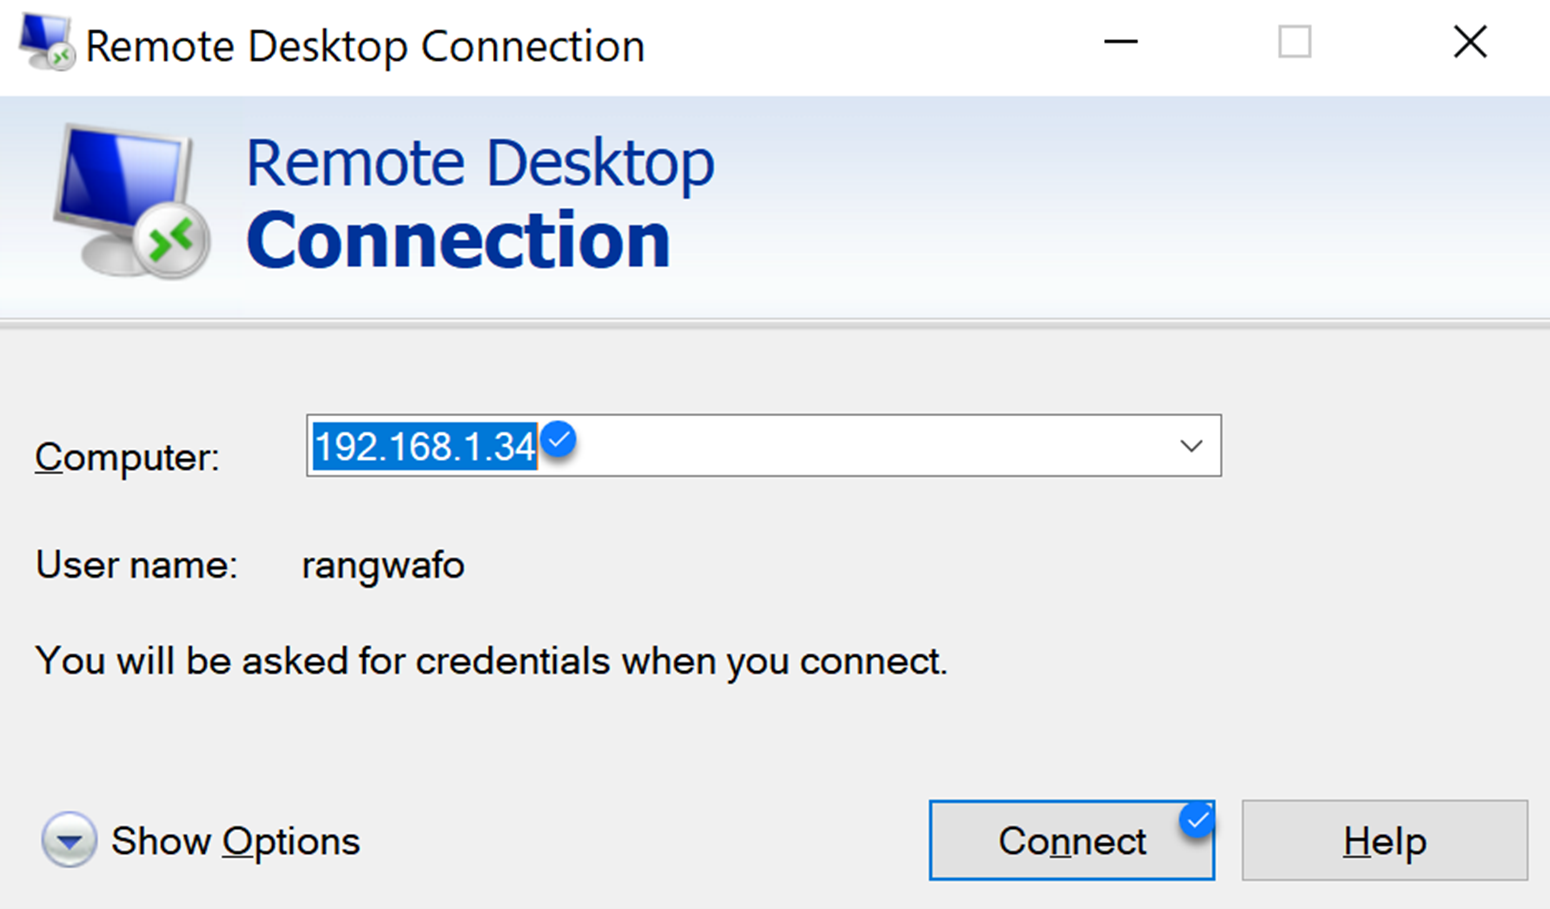 Remote Desktop Connection
Remote Desktop
Connection
Computer: 192.168.1.34
User name: rangwafo
You will be asked for credentials when you connect.
Show Options Connect Help